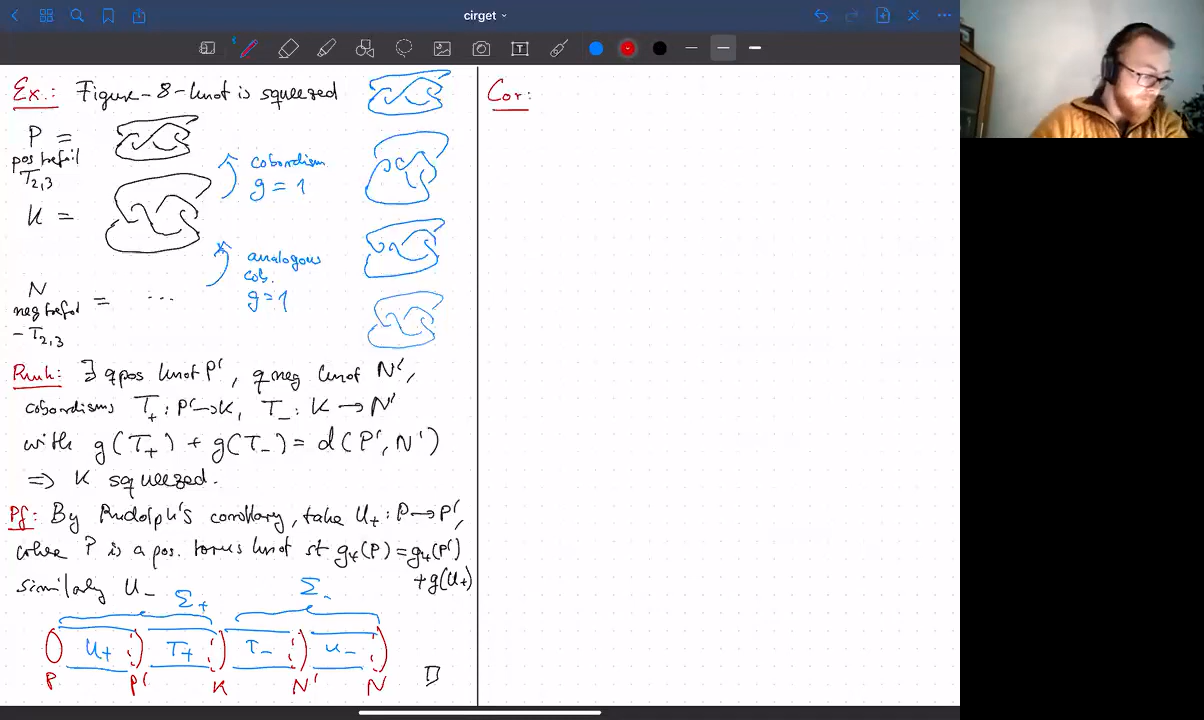 cirget
Ex.: Figure-8-knot is squeezed
P =
pos trefoil
T2,3
cobordism
g = 1
K =
analogous
cob.
g = 1
N
neg trefoil
= ...
- T2,3
Rmk: ∃ qpos knot P', qneg knot N',
cobordisms T+ : P' → K, T- : K → N'
with g(T+) + g(T-) = d(P', N')
⟹ K squeezed.
Pf: By Rudolph's corollary, take U+ : P → P',
where P is a pos. torus knot st g4(P) = g4(P')
+ g(U+)
similarly U-
Σ+ Σ-
U+ T+ T- U-
P P' K N' N
□
Cor: